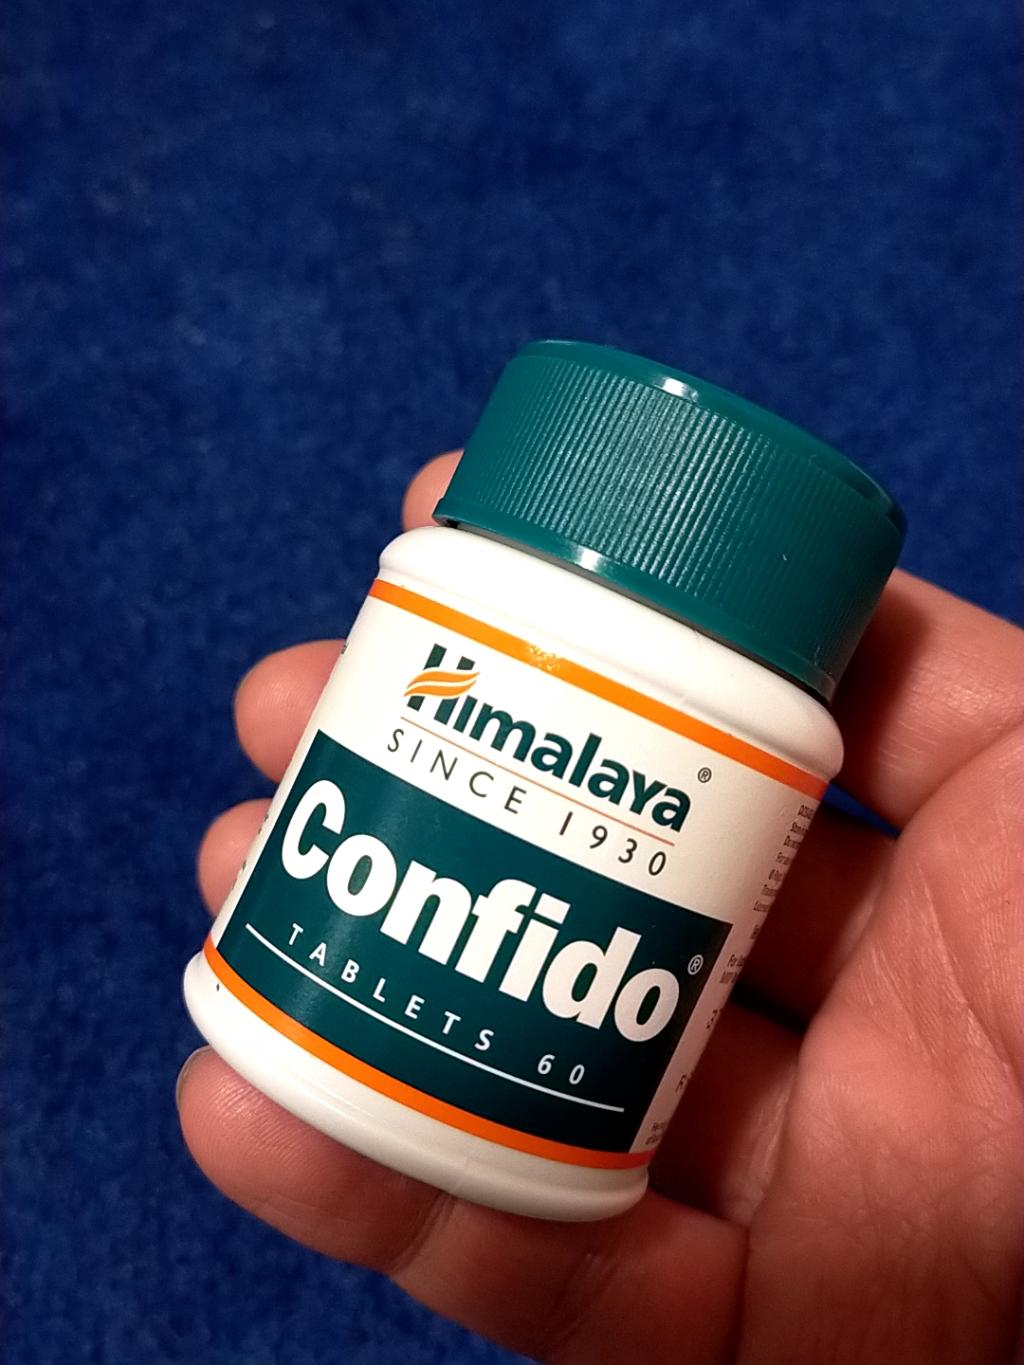 Himalaya®
SINCE 1930
Confido®
TABLETS 60